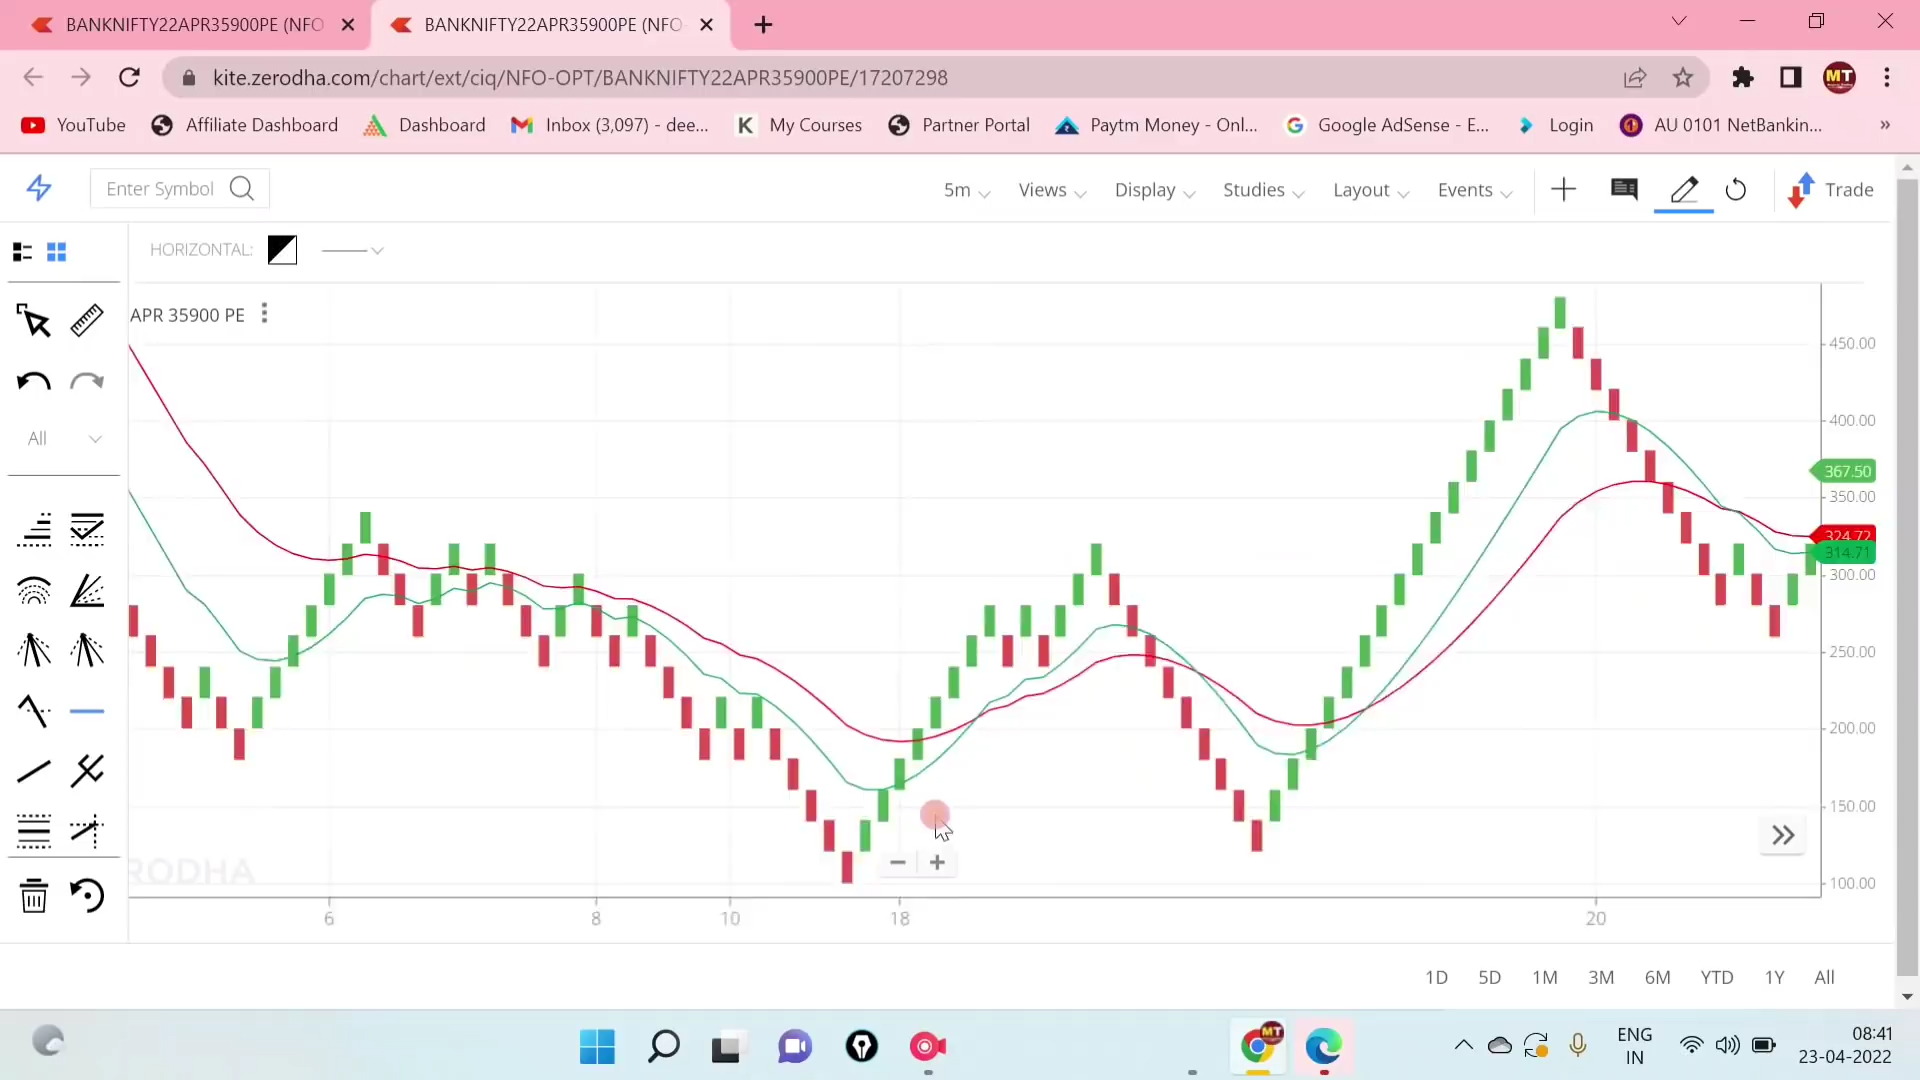 BANKNIFTY22APR35900PE (NFO
BANKNIFTY22APR35900PE (NFO-
kite.zerodha.com/chart/ext/ciq/NFO-OPT/BANKNIFTY22APR35900PE/17207298
MT
YouTube
Affiliate Dashboard
Dashboard
Inbox (3,097) - dee...
K My Courses
Partner Portal
Paytm Money - Onl...
Google AdSense - E...
Login
AU 0101 NetBankin...
Enter Symbol
5m
Views
Display
Studies
Layout
Events
Trade
HORIZONTAL:
APR 35900 PE
All
450.00
400.00
367.50
350.00
324.72
314.71
300.00
250.00
200.00
150.00
100.00
RODHA
6
8
10
18
20
1D
5D
1M
3M
6M
YTD
1Y
All
MT
ENG
IN
08:41
23-04-2022